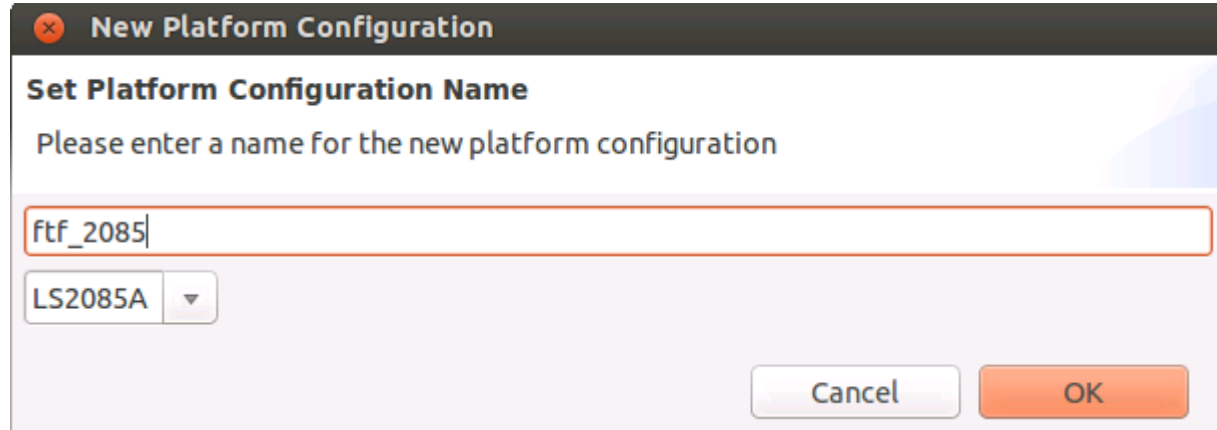 New Platform Configuration
Set Platform Configuration Name
Please enter a name for the new platform configuration
ftf_2085
LS2085A
Cancel OK